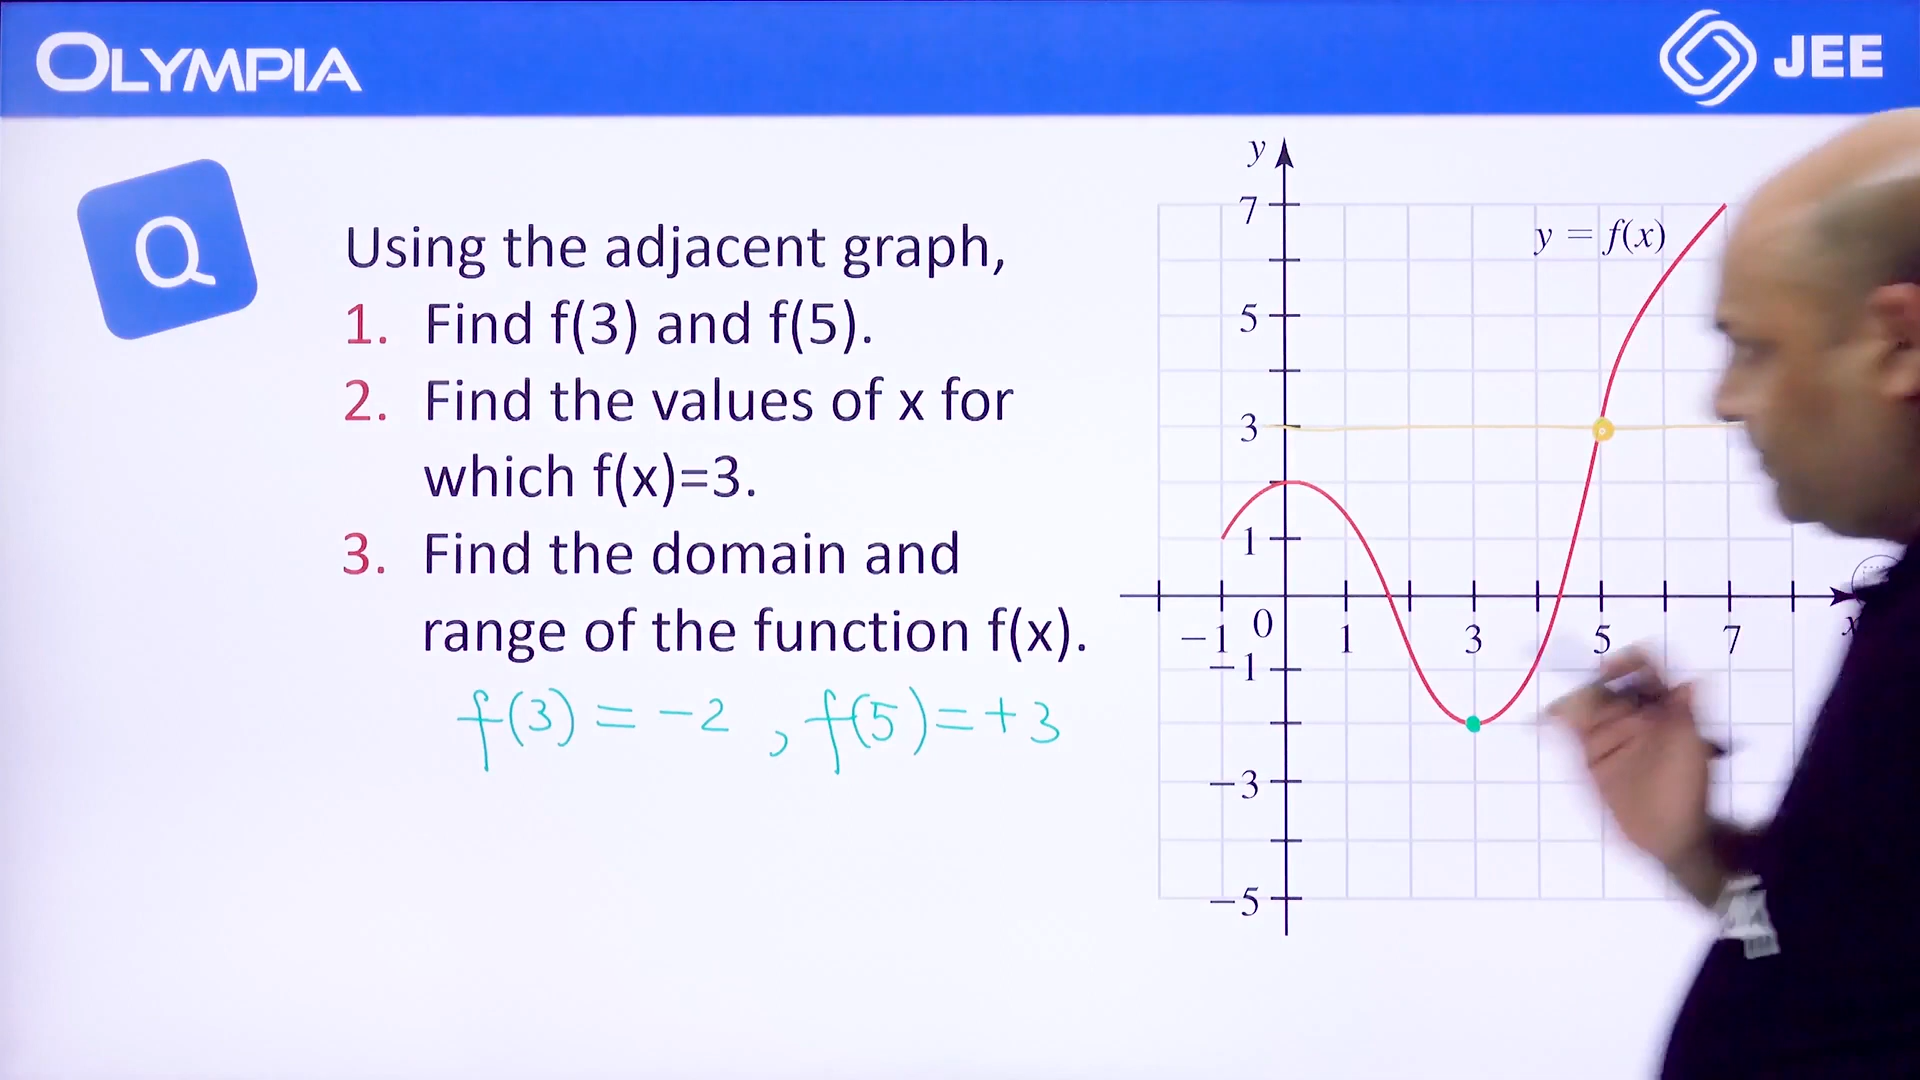 OLYMPIA
JEE
Q
Using the adjacent graph,
1. Find f(3) and f(5).
2. Find the values of x for
which f(x)=3.
3. Find the domain and
range of the function f(x).
f(3) = -2 , f(5) = +3
y
7
y = f(x)
5
3
1
−1 0 1 3 5 7 x
−1
−3
−5